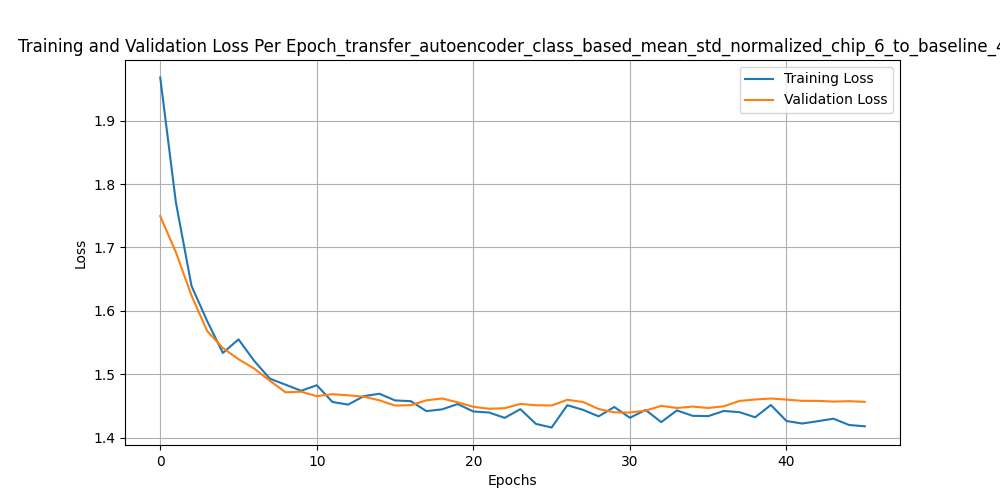 Training and Validation Loss Per Epoch_transfer_autoencoder_class_based_mean_std_normalized_chip_6_to_baseline_4
Training Loss
Validation Loss
1.9
1.8
1.7
1.6
1.5
1.4
Loss
0 10 20 30 40
Epochs